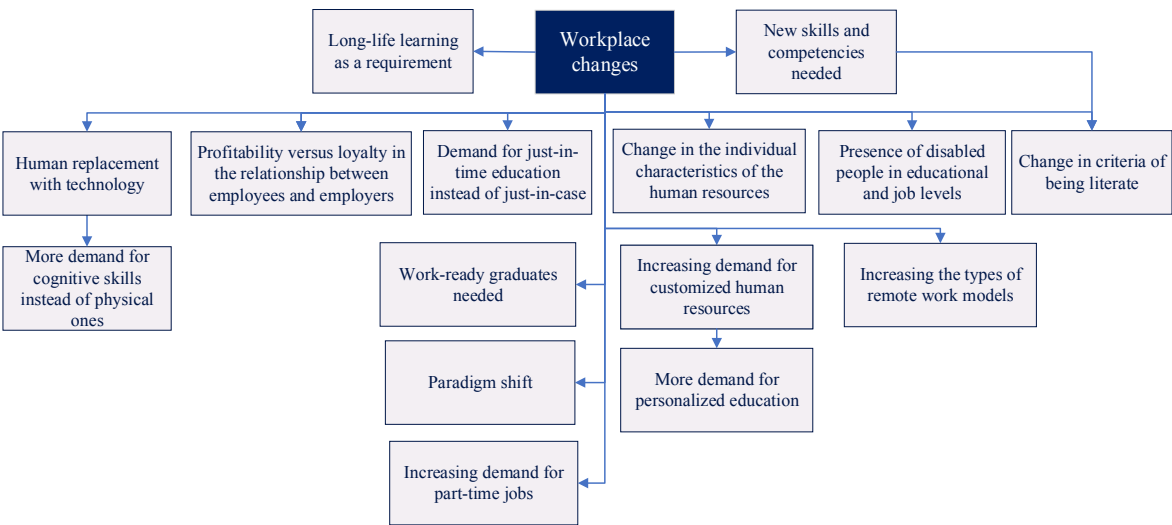 Long-life learning
as a requirement
Workplace
changes
New skills and
competencies
needed
Human replacement
with technology
Profitability versus loyalty in
the relationship between
employees and employers
Demand for just-in-
time education
instead of just-in-case
Change in the individual
characteristics of the
human resources
Presence of disabled
people in educational
and job levels
Change in criteria of
being literate
More demand for
cognitive skills
instead of physical
ones
Work-ready graduates
needed
Increasing demand for
customized human
resources
Increasing the types of
remote work models
Paradigm shift
More demand for
personalized education
Increasing demand for
part-time jobs